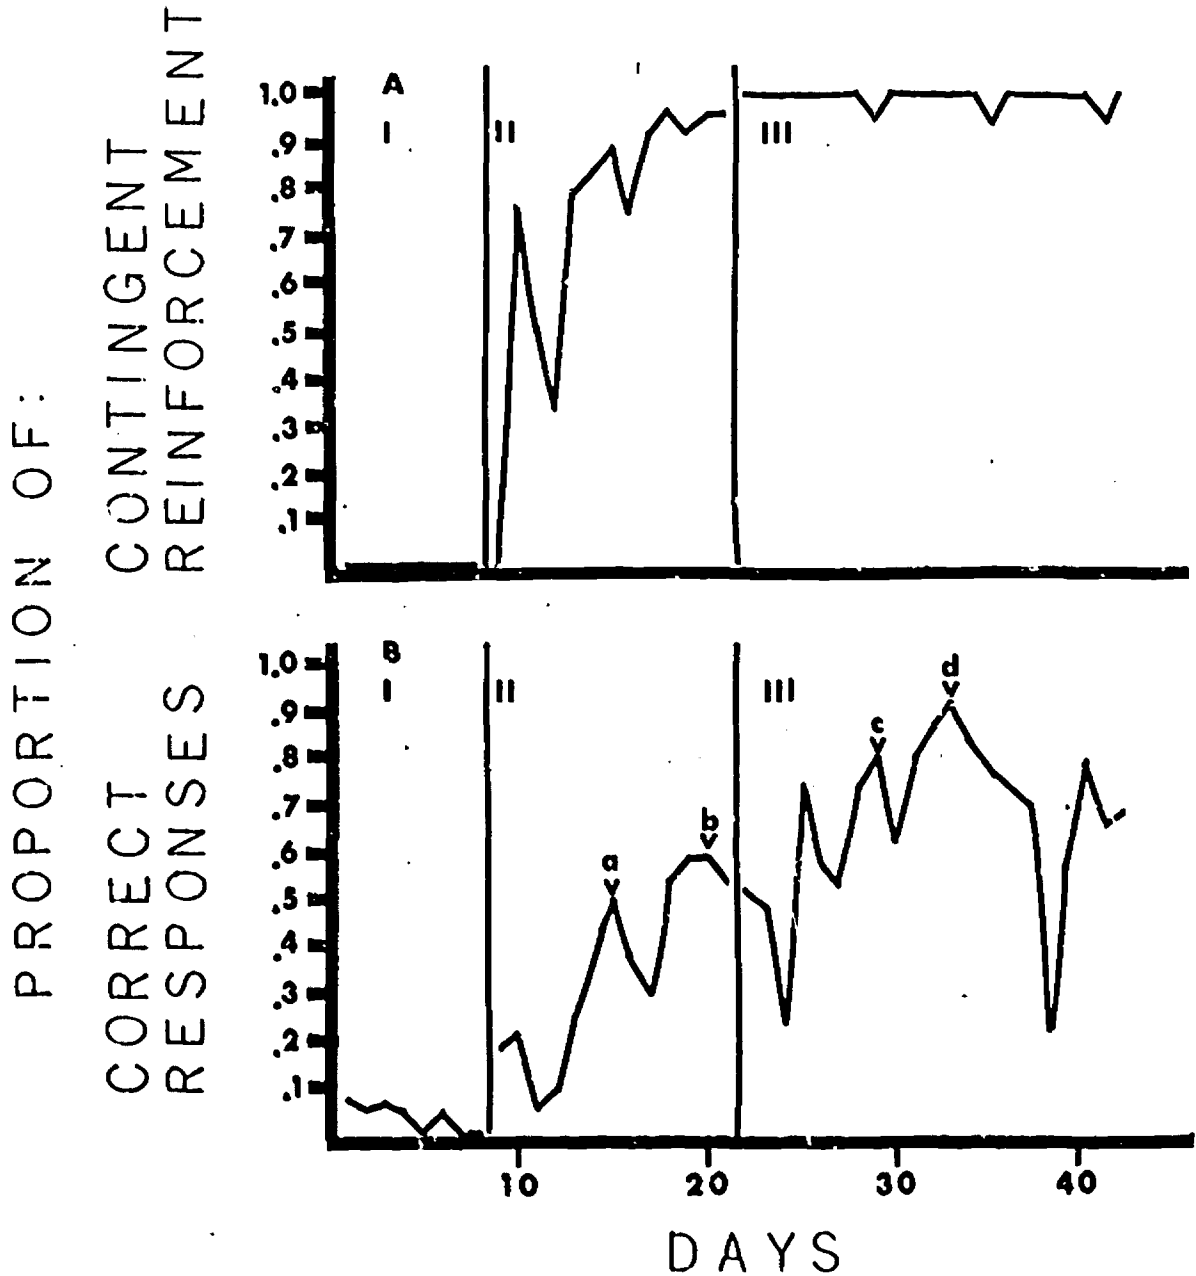 PROPORTION OF:
CONTINGENT
REINFORCEMENT
1.0
.9
.8
.7
.6
.5
.4
.3
.2
.1
A
I
II
III
CORRECT
RESPONSES
1.0
.9
.8
.7
.6
.5
.4
.3
.2
.1
B
I
II
III
a
b
c
d
10
20
30
40
DAYS